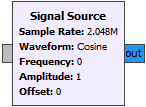 Signal Source
Sample Rate: 2.048M
Waveform: Cosine
Frequency: 0
Amplitude: 1
Offset: 0
out